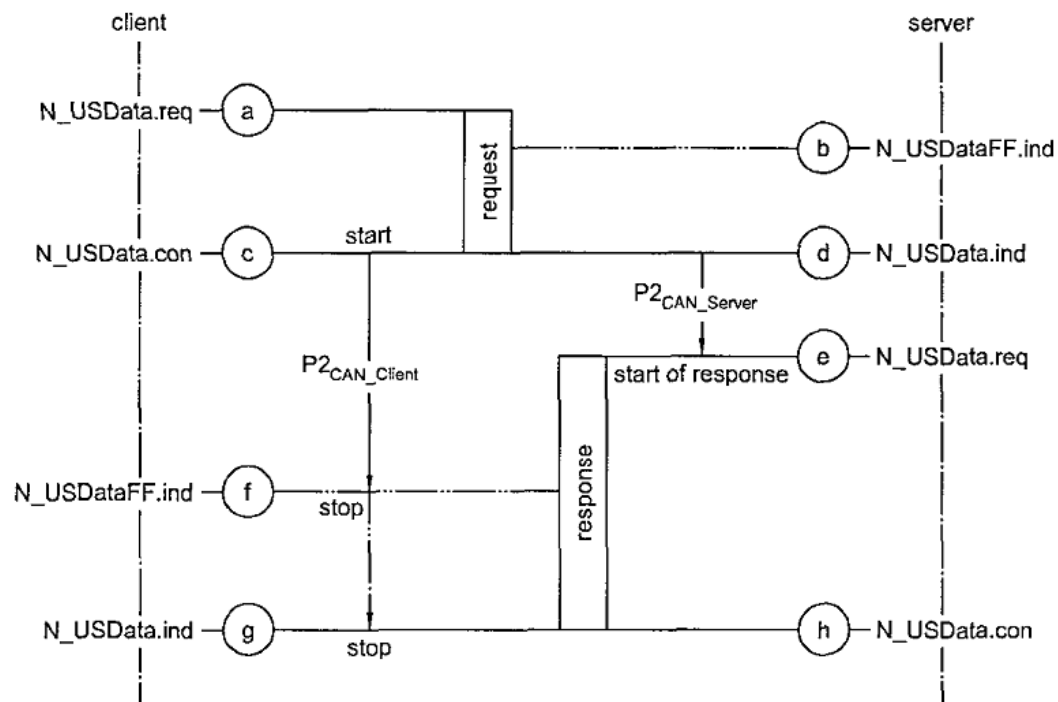 client
server
N_USData.req
a
b
N_USDataFF.ind
request
N_USData.con
c
start
d
N_USData.ind
P2CAN_Server
P2CAN_Client
e
N_USData.req
start of response
response
N_USDataFF.ind
f
stop
N_USData.ind
g
stop
h
N_USData.con